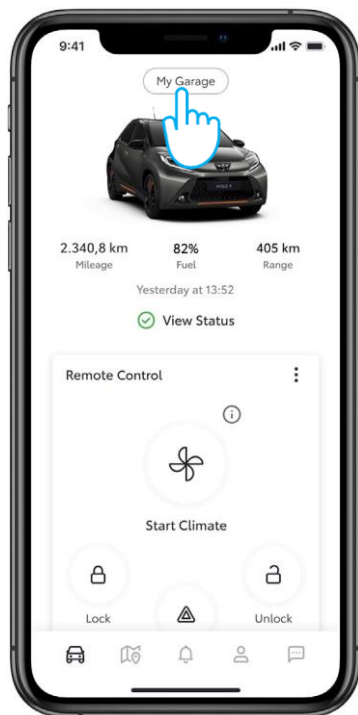 9:41
My Garage
2.340,8 km 82% 405 km
Mileage Fuel Range
Yesterday at 13:52
View Status
Remote Control
Start Climate
Lock Unlock